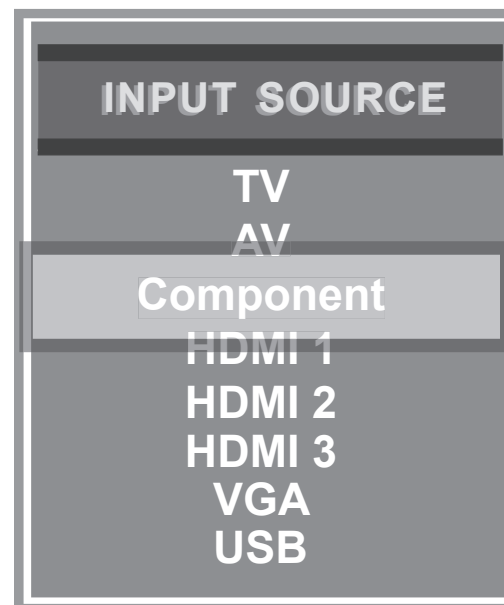 INPUT SOURCE
TV
AV
Component
HDMI 1
HDMI 2
HDMI 3
VGA
USB